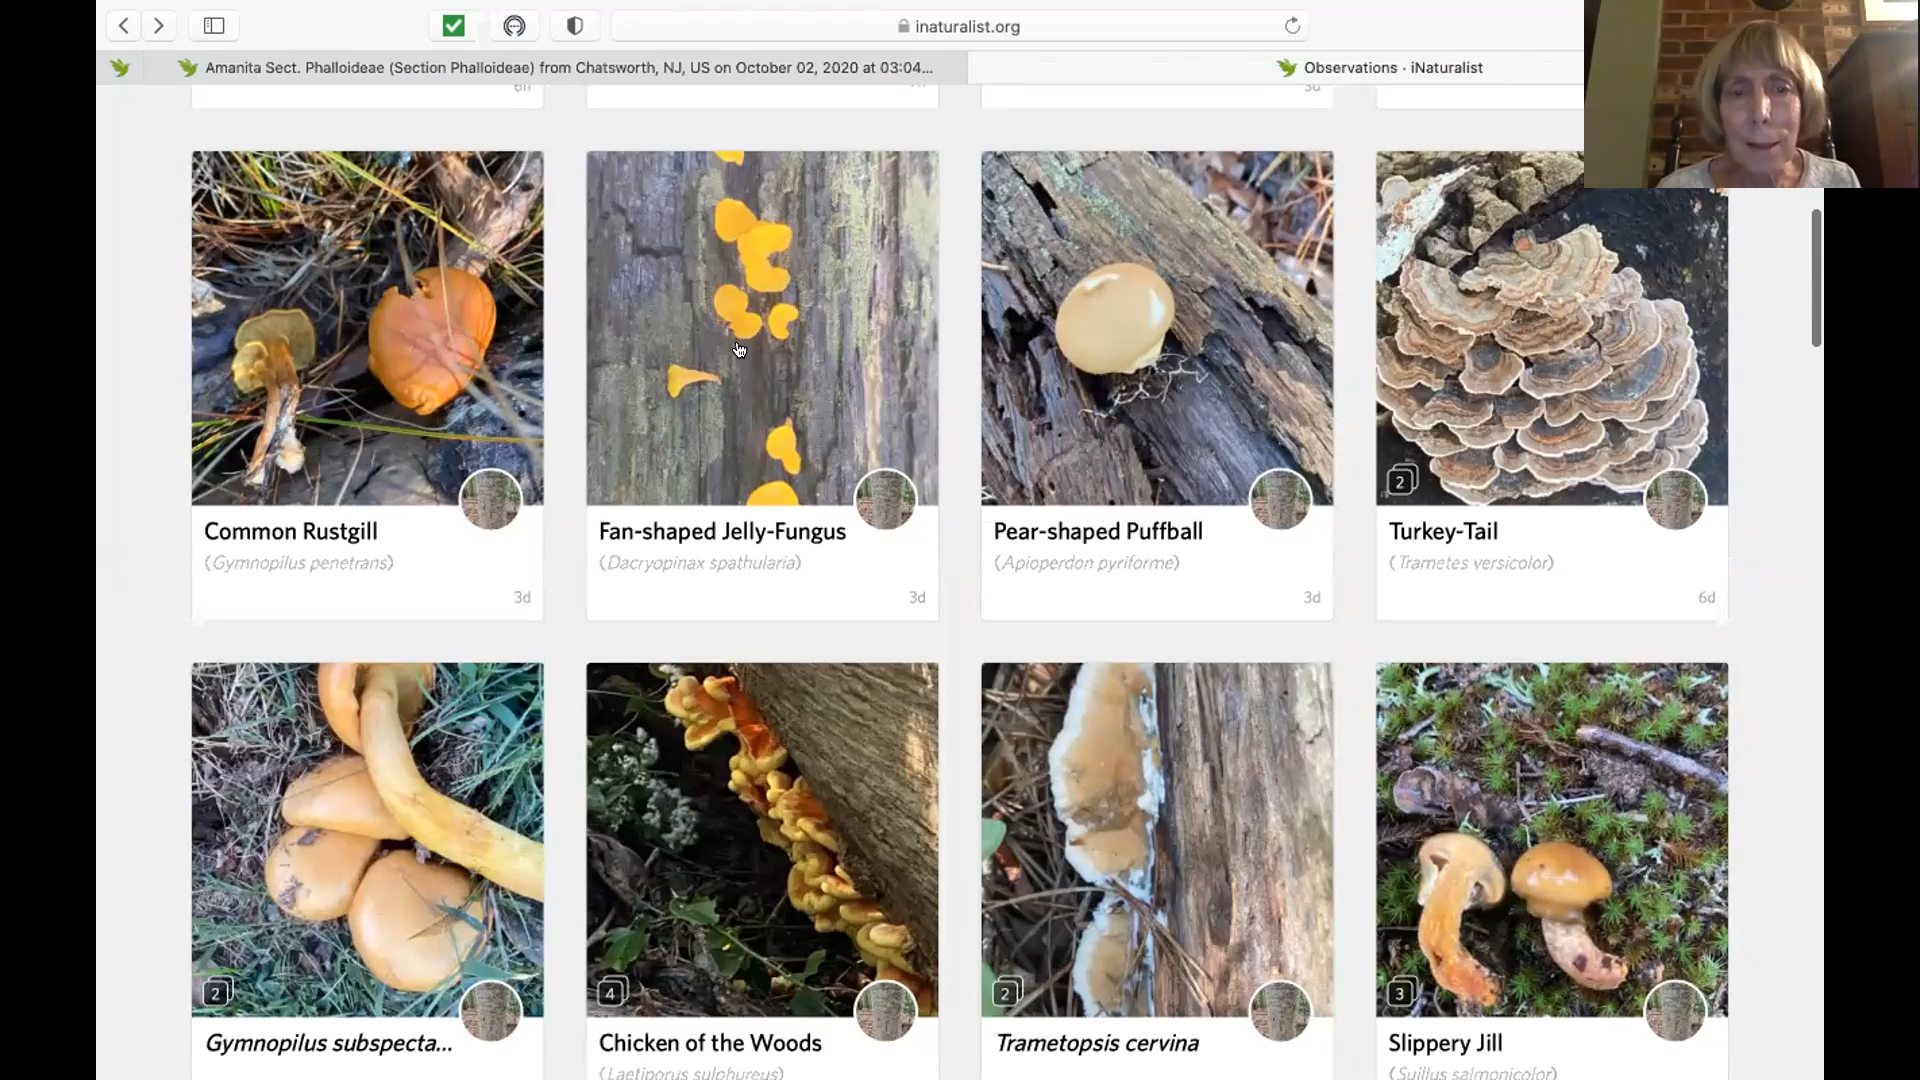 inaturalist.org
Amanita Sect. Phalloideae (Section Phalloideae) from Chatsworth, NJ, US on October 02, 2020 at 03:04...
Observations · iNaturalist
6h
3d
Common Rustgill
(Gymnopilus penetrans)
3d
Fan-shaped Jelly-Fungus
(Dacryopinax spathularia)
3d
Pear-shaped Puffball
(Apioperdon pyriforme)
3d
2
Turkey-Tail
(Trametes versicolor)
6d
2
Gymnopilus subspecta...
4
Chicken of the Woods
(Laetiporus sulphureus)
2
Trametopsis cervina
3
Slippery Jill
(Suillus salmonicolor)